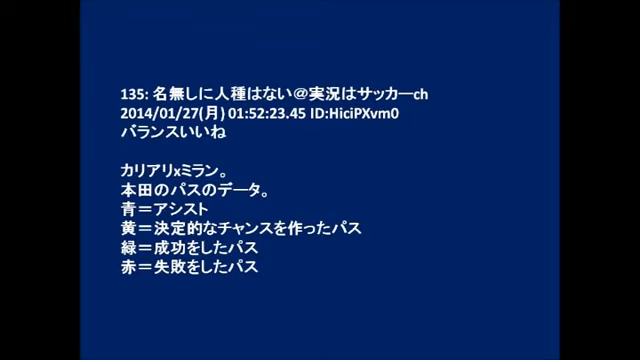 135: 名無しに人種はない＠実況はサッカーch
2014/01/27(月) 01:52:23.45 ID:HiciPXvm0
バランスいいね
カリアリxミラン。
本田のパスのデータ。
青＝アシスト
黄＝決定的なチャンスを作ったパス
緑＝成功をしたパス
赤＝失敗をしたパス